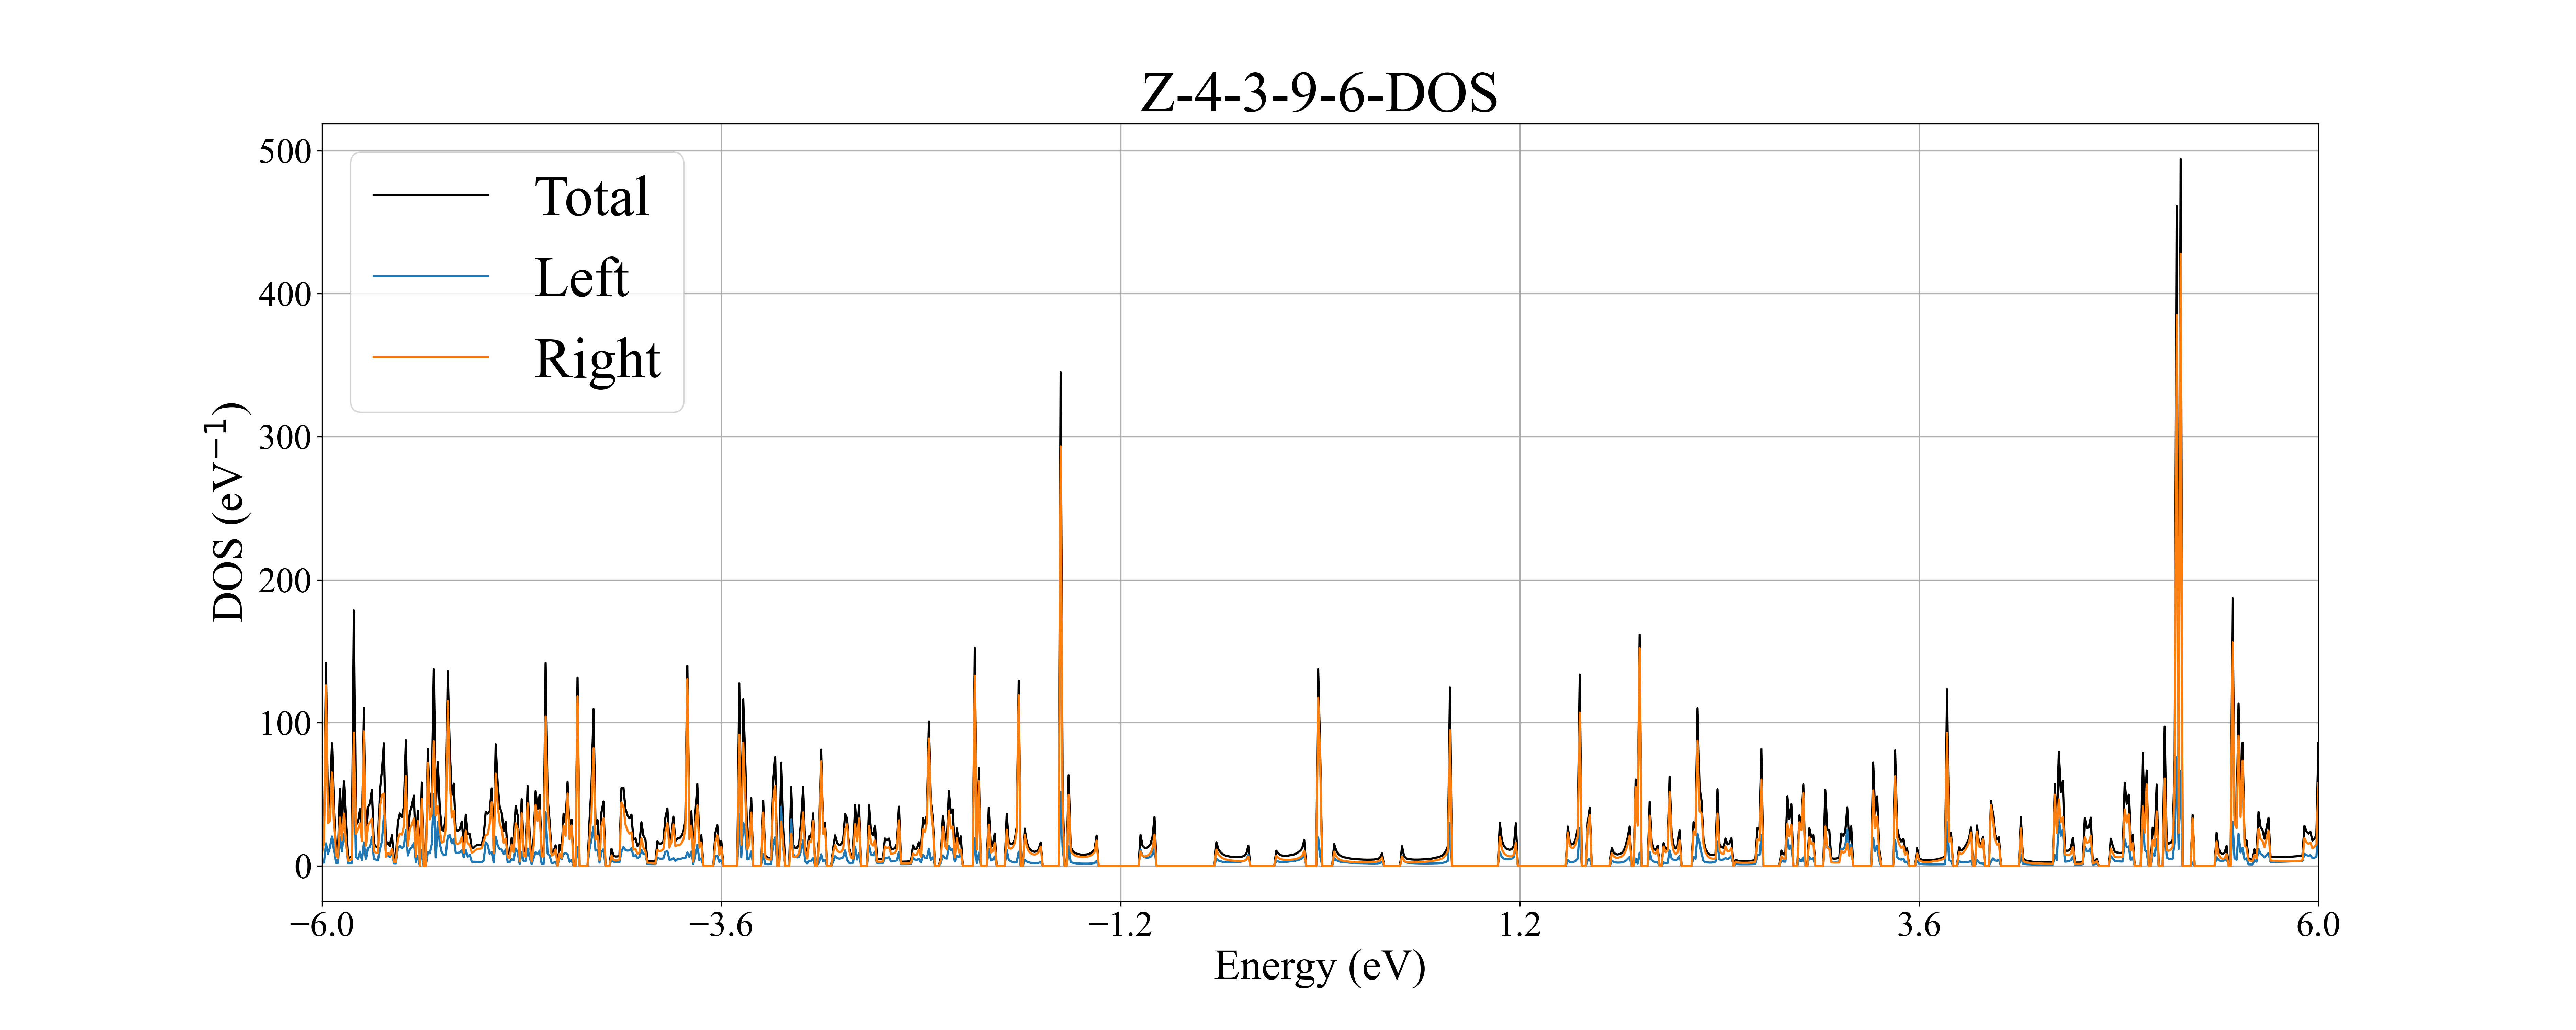 Z-4-3-9-6-DOS
500
400
300
200
100
0
DOS (eV⁻¹)
Total
Left
Right
−6.0
−3.6
−1.2
1.2
3.6
6.0
Energy (eV)